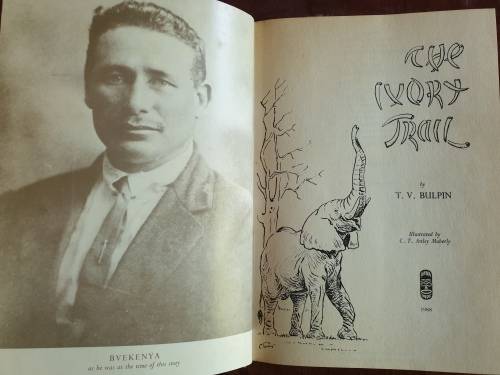 BVEKENYA
as he was at the time of this story
THE
IVORY
TRAIL
by
T. V. BULPIN
Illustrated by
C. T. Astley Maberly
1988